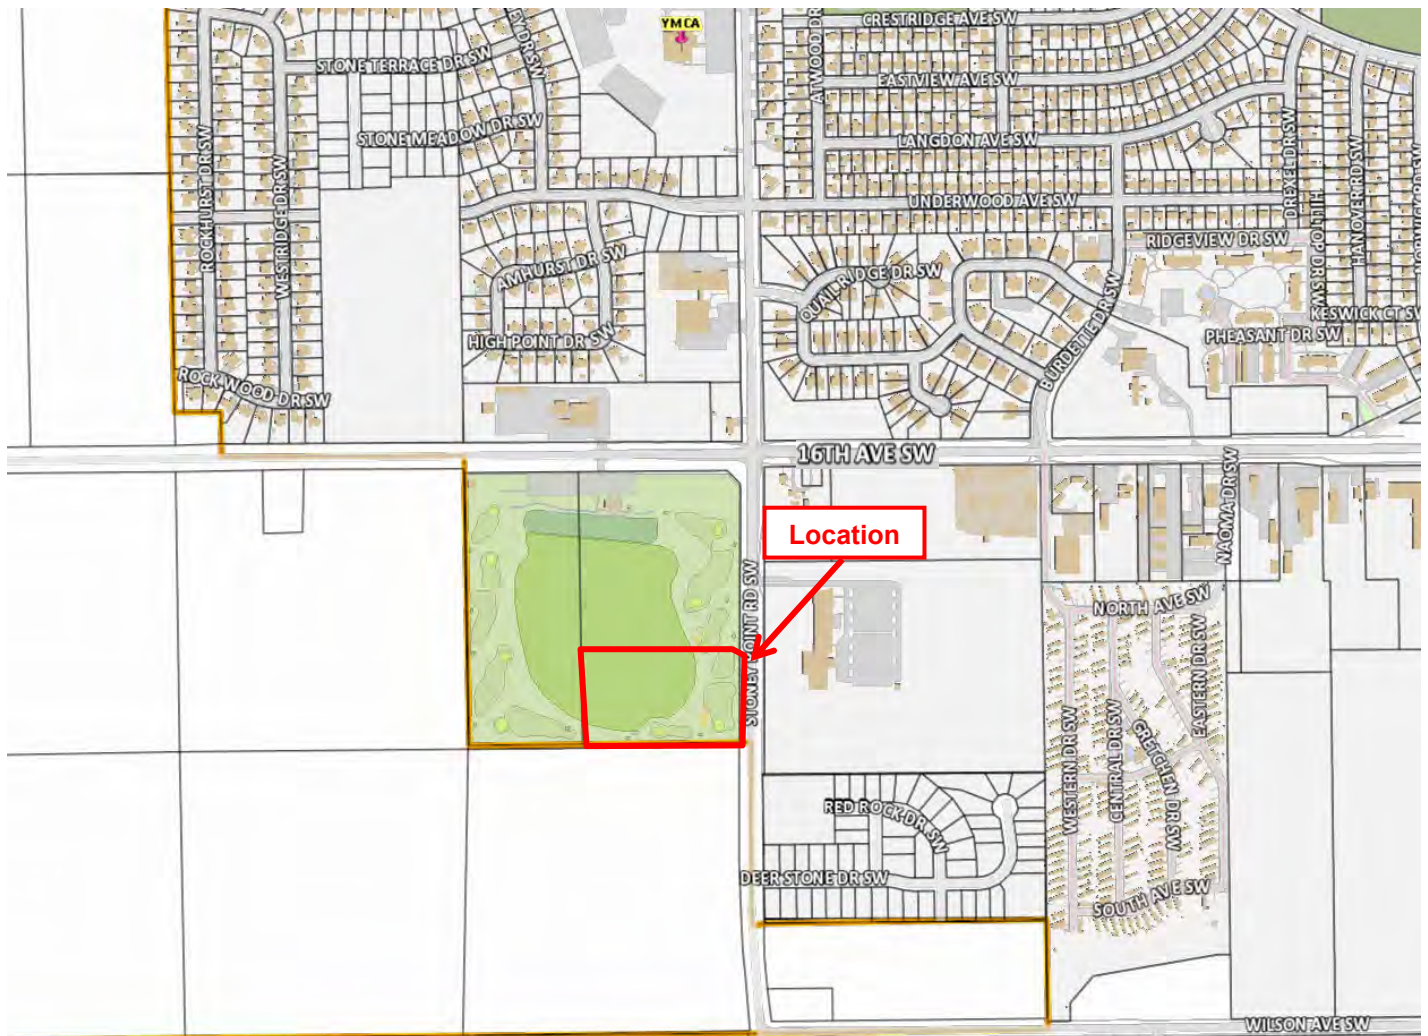 YMCA
CRESTRIDGE AVE SW
ATWOOD DR
STONE TERRACE DR SW
EASTVIEW AVE SW
STONE MEADOW DR SW
LANGDON AVE SW
ROCKHURST DR SW
WESTRIDGE DR SW
UNDERWOOD AVE SW
DREXEL DR SW
HILLTOP DR SW
HANOVER RD SW
RIDGEVIEW DR SW
AMHURST DR SW
QUAIL RIDGE DR SW
BURDETTE DR SW
KESWICK CT SW
HIGH POINT DR SW
PHEASANT DR SW
ROCK WOOD DR SW
16TH AVE SW
NAOMA DR SW
Location
STONEY POINT RD SW
NORTH AVE SW
WESTERN DR SW
CENTRAL DR SW
GRETCHEN DR SW
EASTERN DR SW
RED ROCK DR SW
DEER STONE DR SW
SOUTH AVE SW
WILSON AVE SW